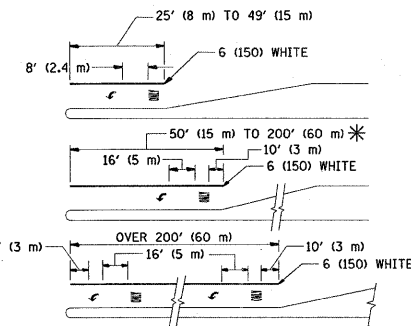 25' (8 m) TO 49' (15 m)
6 (150) WHITE
8' (2.4 m)
50' (15 m) TO 200' (60 m) *
16' (5 m)
10' (3 m)
6 (150) WHITE
OVER 200' (60 m)
' (3 m)
16' (5 m)
10' (3 m)
6 (150) WHITE